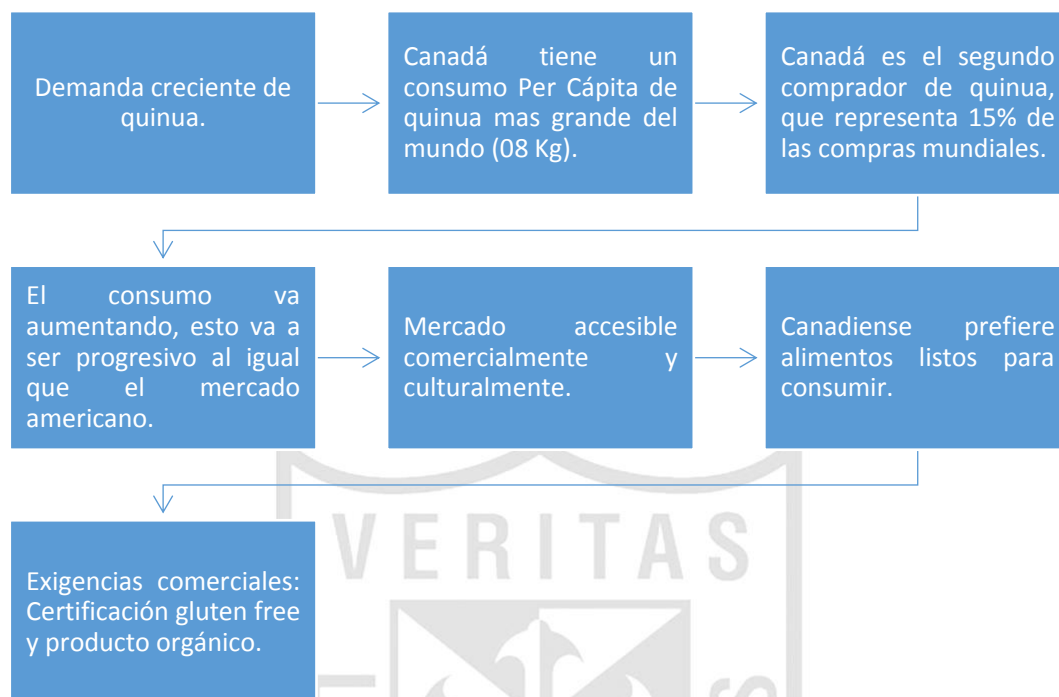 Demanda creciente de
quinua.
Canadá tiene un
consumo Per Cápita de
quinua mas grande del
mundo (08 Kg).
Canadá es el segundo
comprador de quinua,
que representa 15% de
las compras mundiales.
El consumo va
aumentando, esto va a
ser progresivo al igual
que el mercado
americano.
Mercado accesible
comercialmente y
culturalmente.
Canadiense prefiere
alimentos listos para
consumir.
Exigencias comerciales:
Certificación gluten free
y producto orgánico.
VERITAS